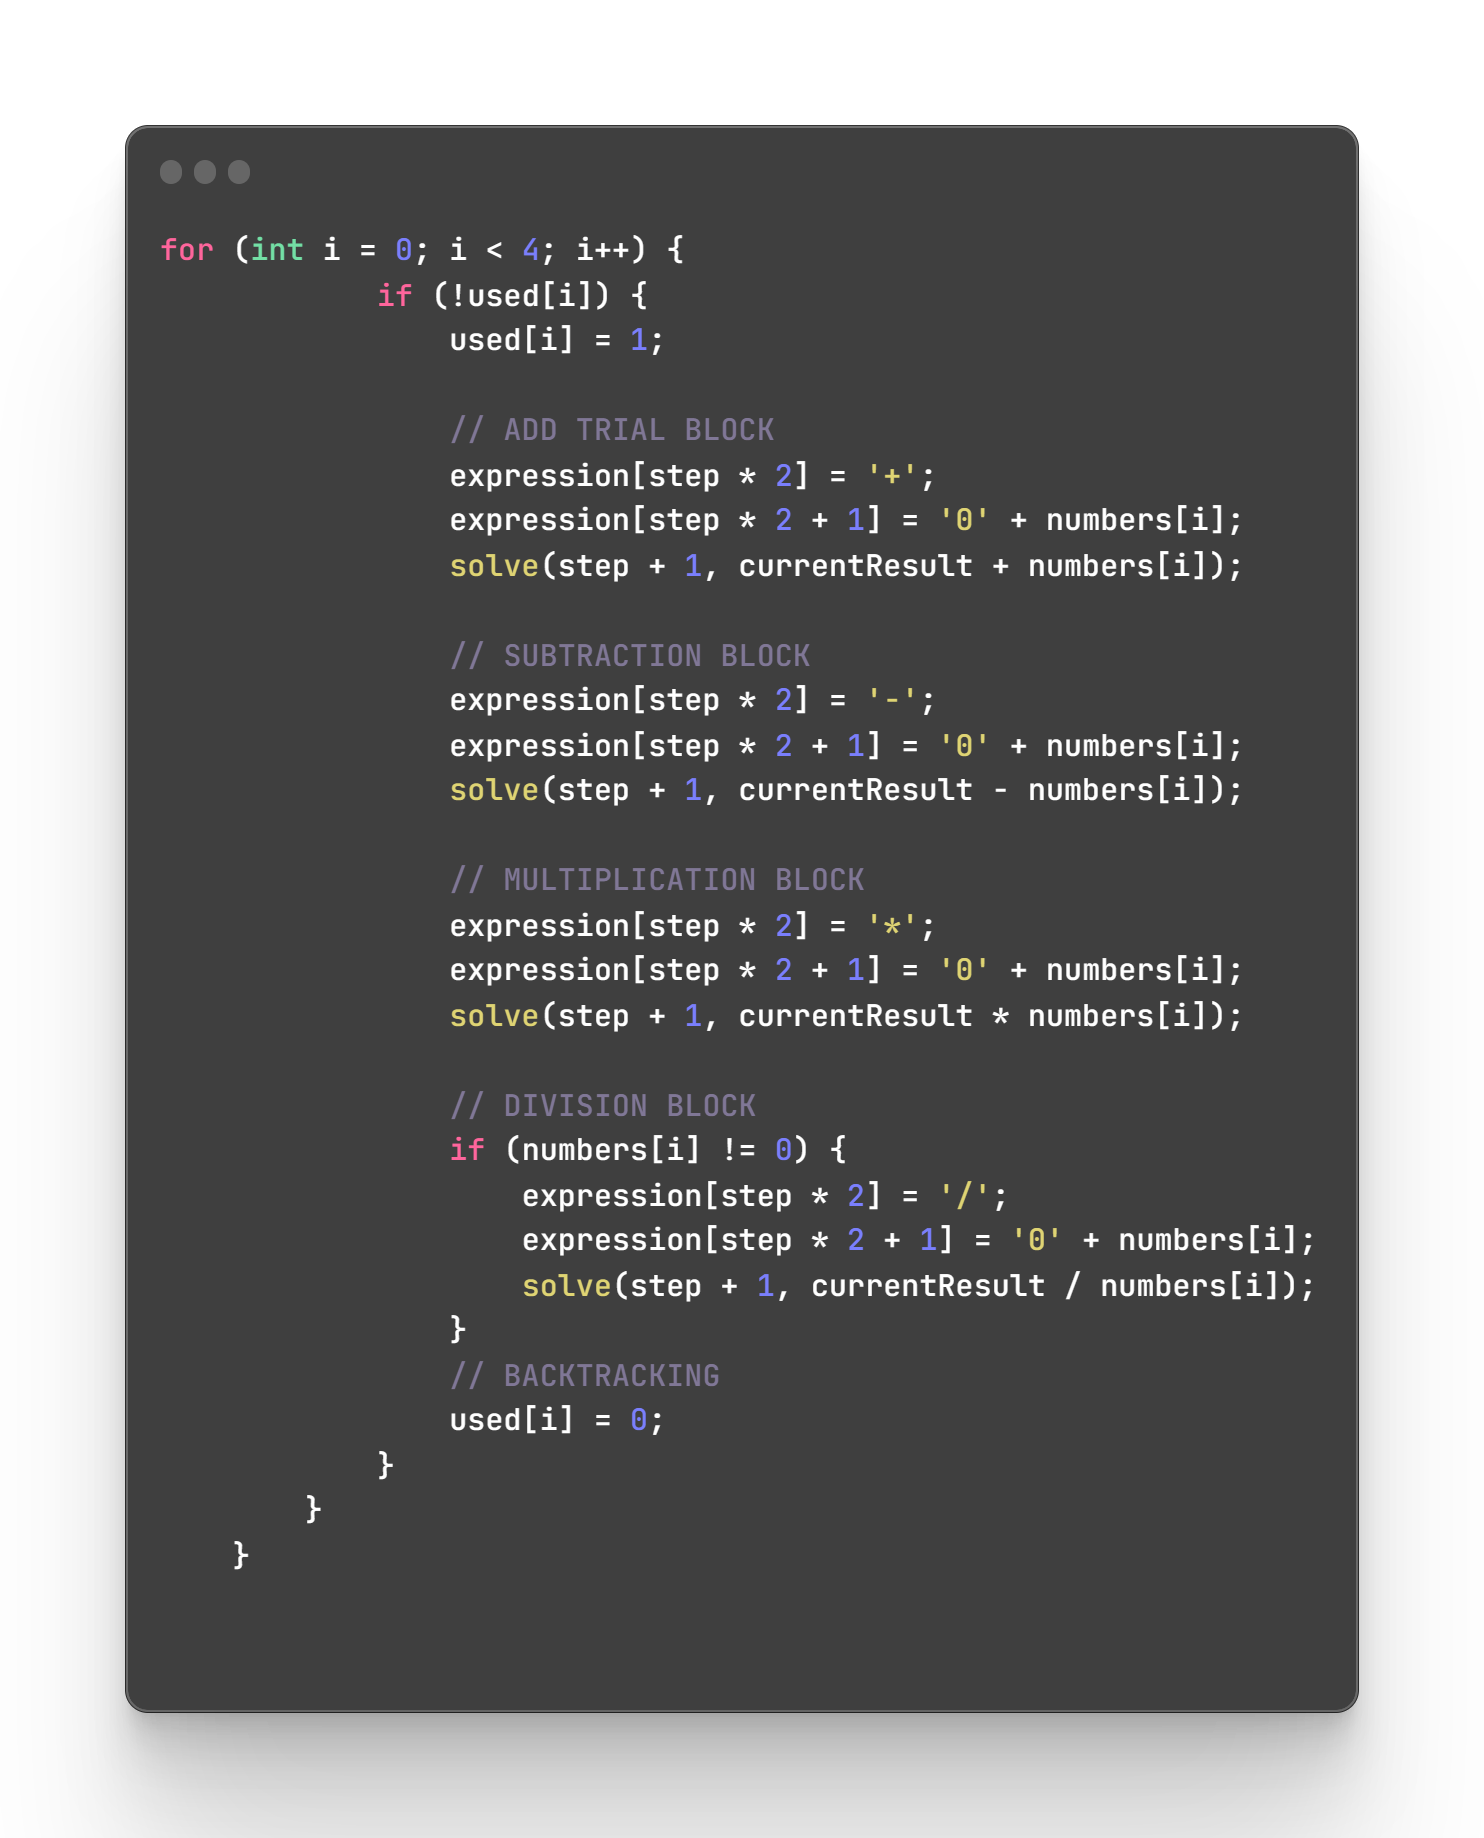 for (int i = 0; i < 4; i++) {
            if (!used[i]) {
                used[i] = 1;

                // ADD TRIAL BLOCK
                expression[step * 2] = '+';
                expression[step * 2 + 1] = '0' + numbers[i];
                solve(step + 1, currentResult + numbers[i]);

                // SUBTRACTION BLOCK
                expression[step * 2] = '-';
                expression[step * 2 + 1] = '0' + numbers[i];
                solve(step + 1, currentResult - numbers[i]);

                // MULTIPLICATION BLOCK
                expression[step * 2] = '*';
                expression[step * 2 + 1] = '0' + numbers[i];
                solve(step + 1, currentResult * numbers[i]);

                // DIVISION BLOCK
                if (numbers[i] != 0) {
                    expression[step * 2] = '/';
                    expression[step * 2 + 1] = '0' + numbers[i];
                    solve(step + 1, currentResult / numbers[i]);
                }
                // BACKTRACKING
                used[i] = 0;
            }
        }
    }